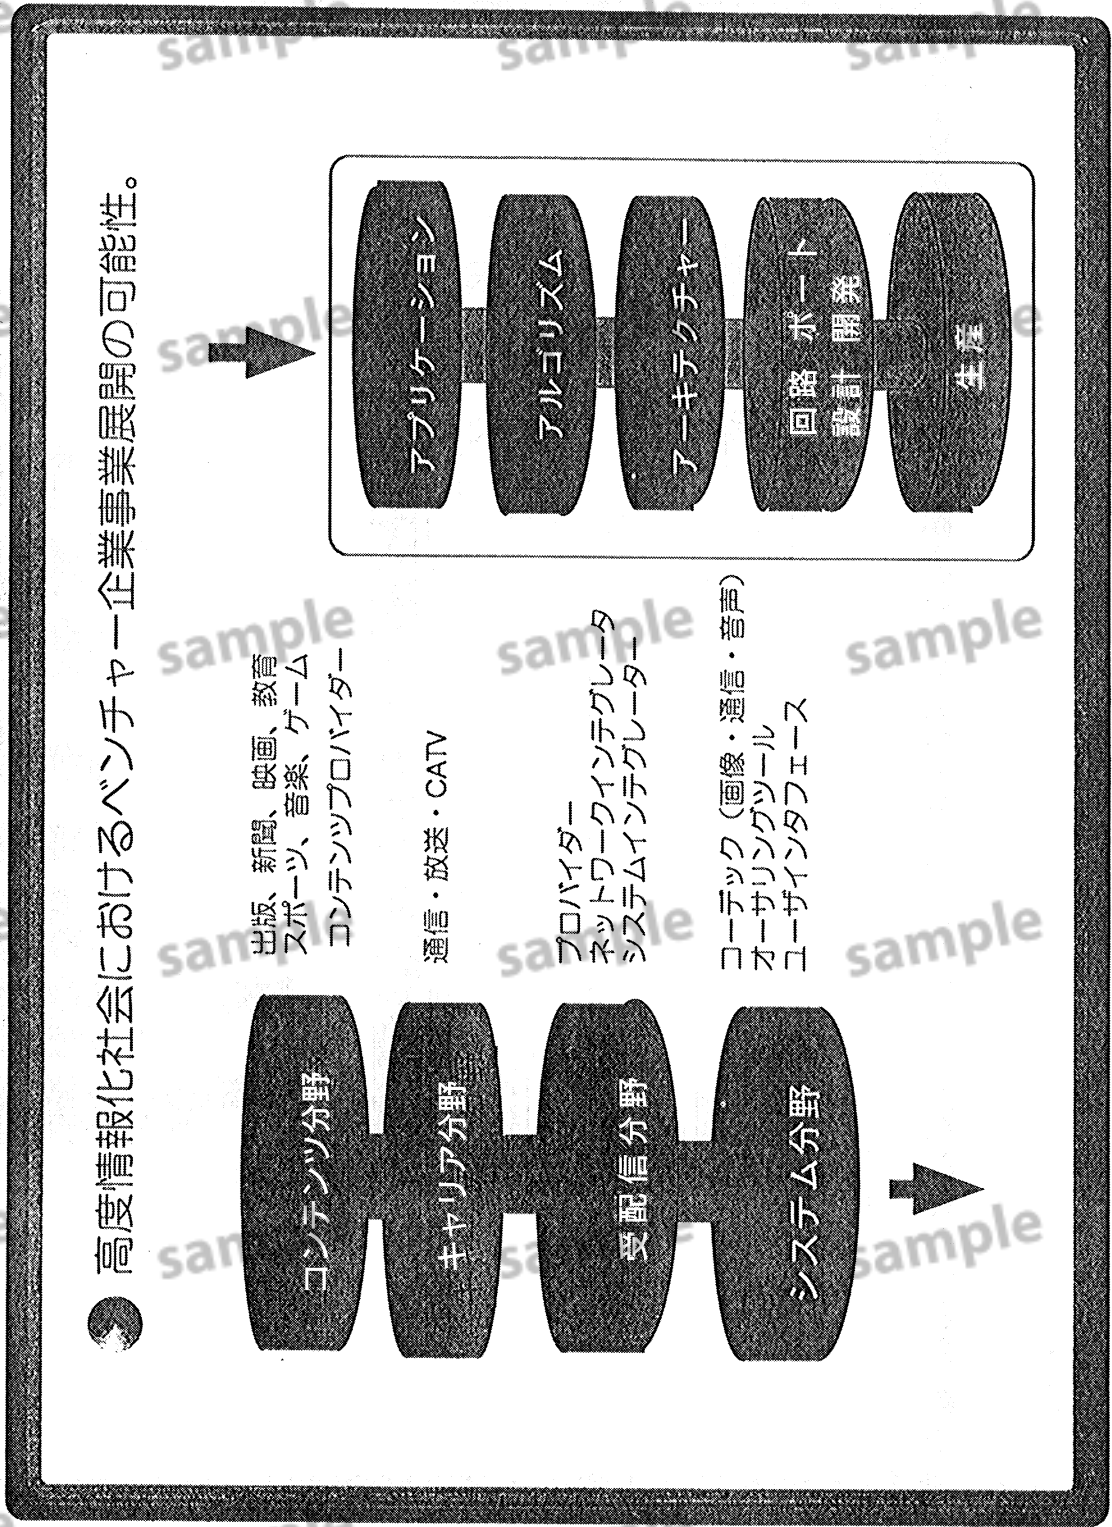 高度情報化社会におけるベンチャー企業事業展開の可能性。
コンテンツ分野
出版、新聞、映画、教育
スポーツ、音楽、ゲーム
コンテンツプロバイダー
キャリア分野
通信・放送・CATV
受配信分野
プロバイダー
ネットワークインテグレータ
システムインテグレーター
システム分野
コーデック（画像・通信・音声）
オーサリングツール
ユーザインタフェース
アプリケーション
アルゴリズム
アーキテクチャー
回路 ポート
設計 開発
生産
sample
sample
sample
sample
sample
sample
sample
sample
sample
sample
sample
sample
sample
sample